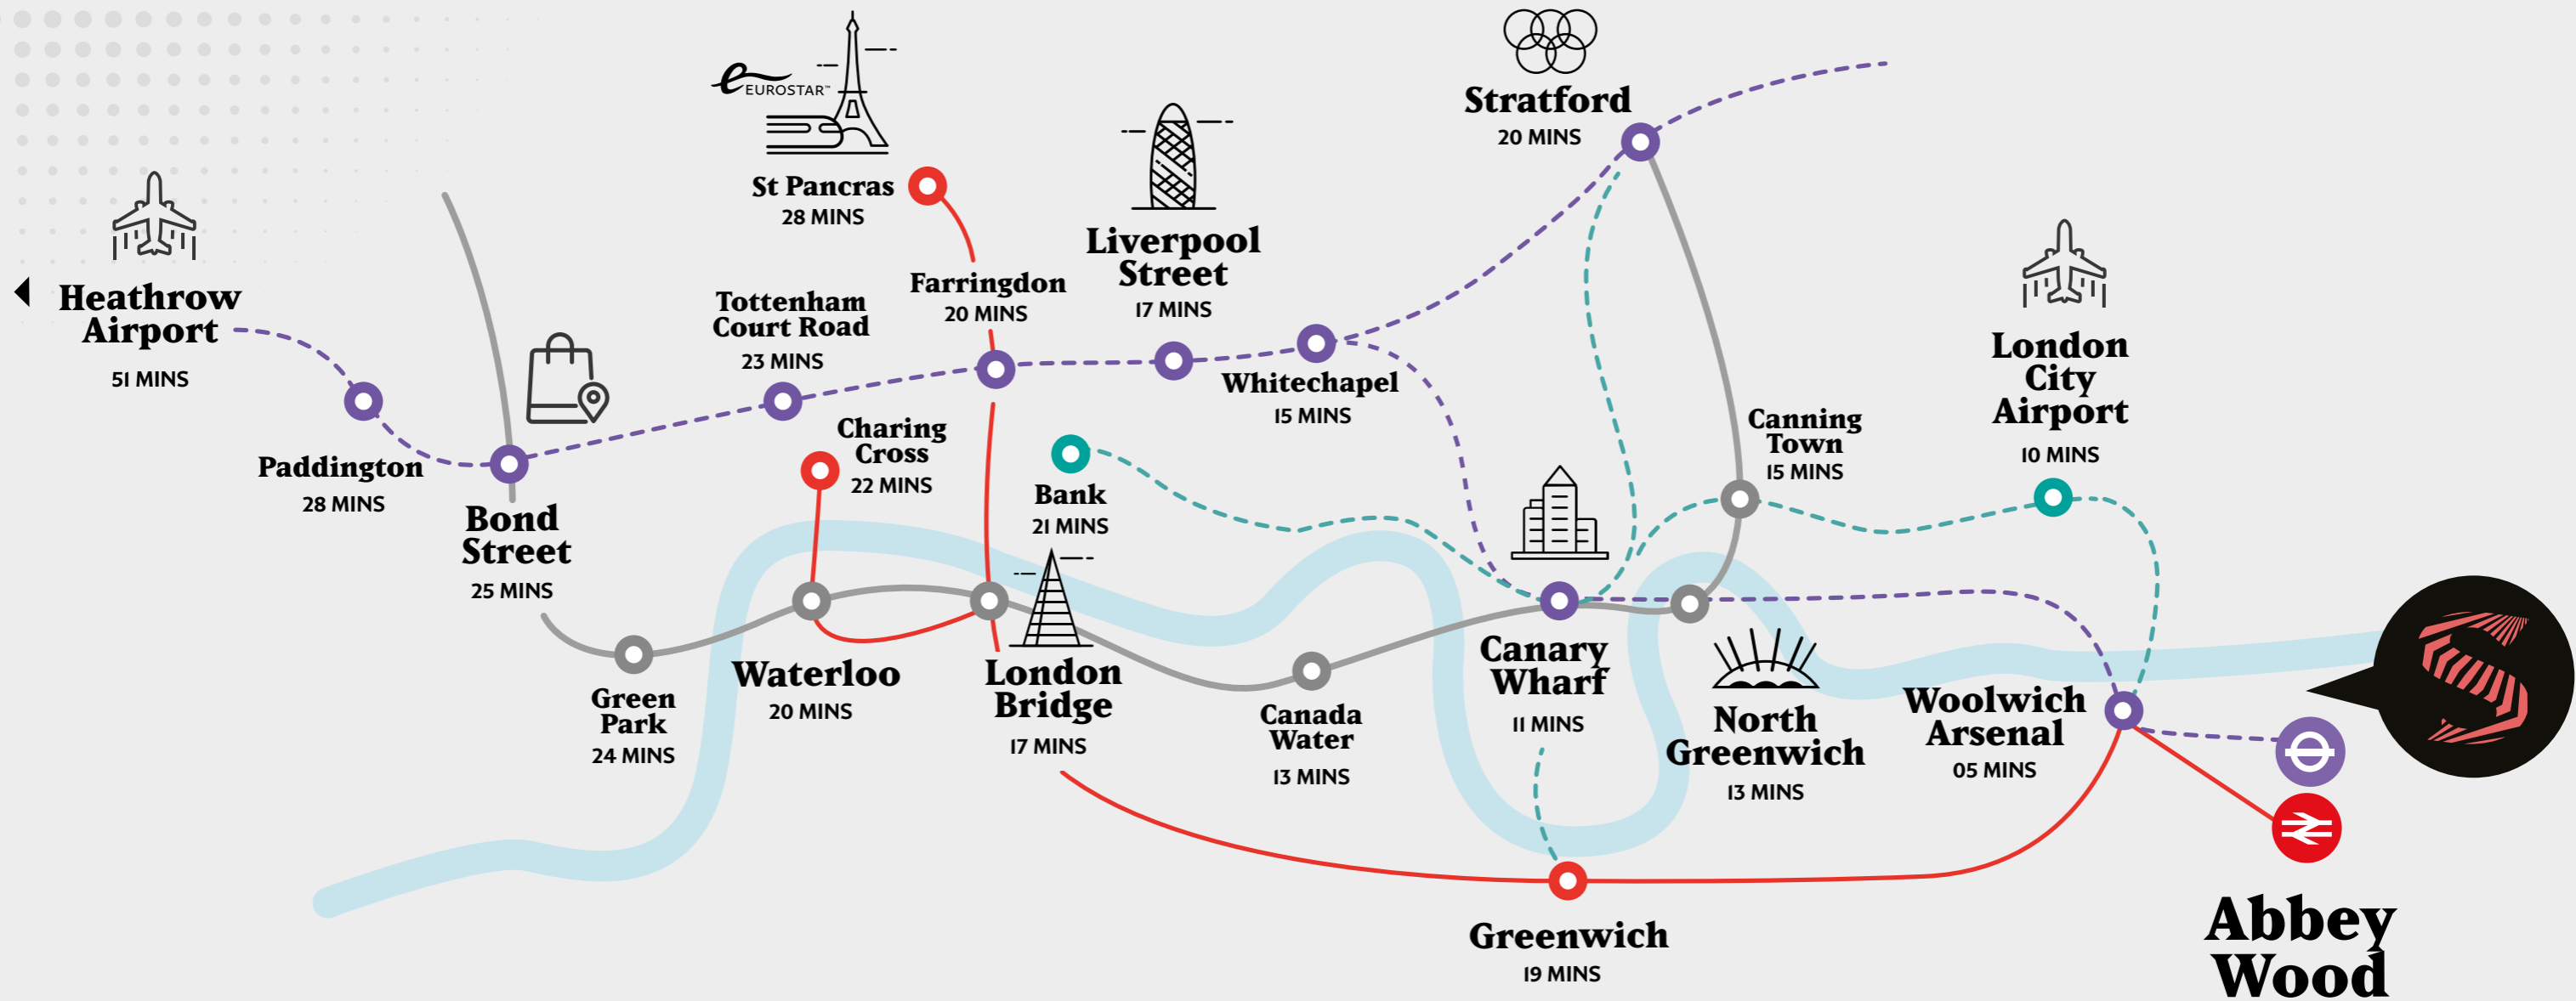 EUROSTAR™
St Pancras
28 MINS
Stratford
20 MINS
Liverpool
Street
17 MINS
Heathrow
Airport
51 MINS
Farringdon
20 MINS
Tottenham
Court Road
23 MINS
London
City
Airport
10 MINS
Whitechapel
15 MINS
Canning
Town
15 MINS
Charing
Cross
22 MINS
Paddington
28 MINS
Bank
21 MINS
Bond
Street
25 MINS
Waterloo
20 MINS
London
Bridge
17 MINS
Green
Park
24 MINS
Canada
Water
13 MINS
Canary
Wharf
11 MINS
North
Greenwich
13 MINS
Woolwich
Arsenal
05 MINS
Greenwich
19 MINS
Abbey
Wood